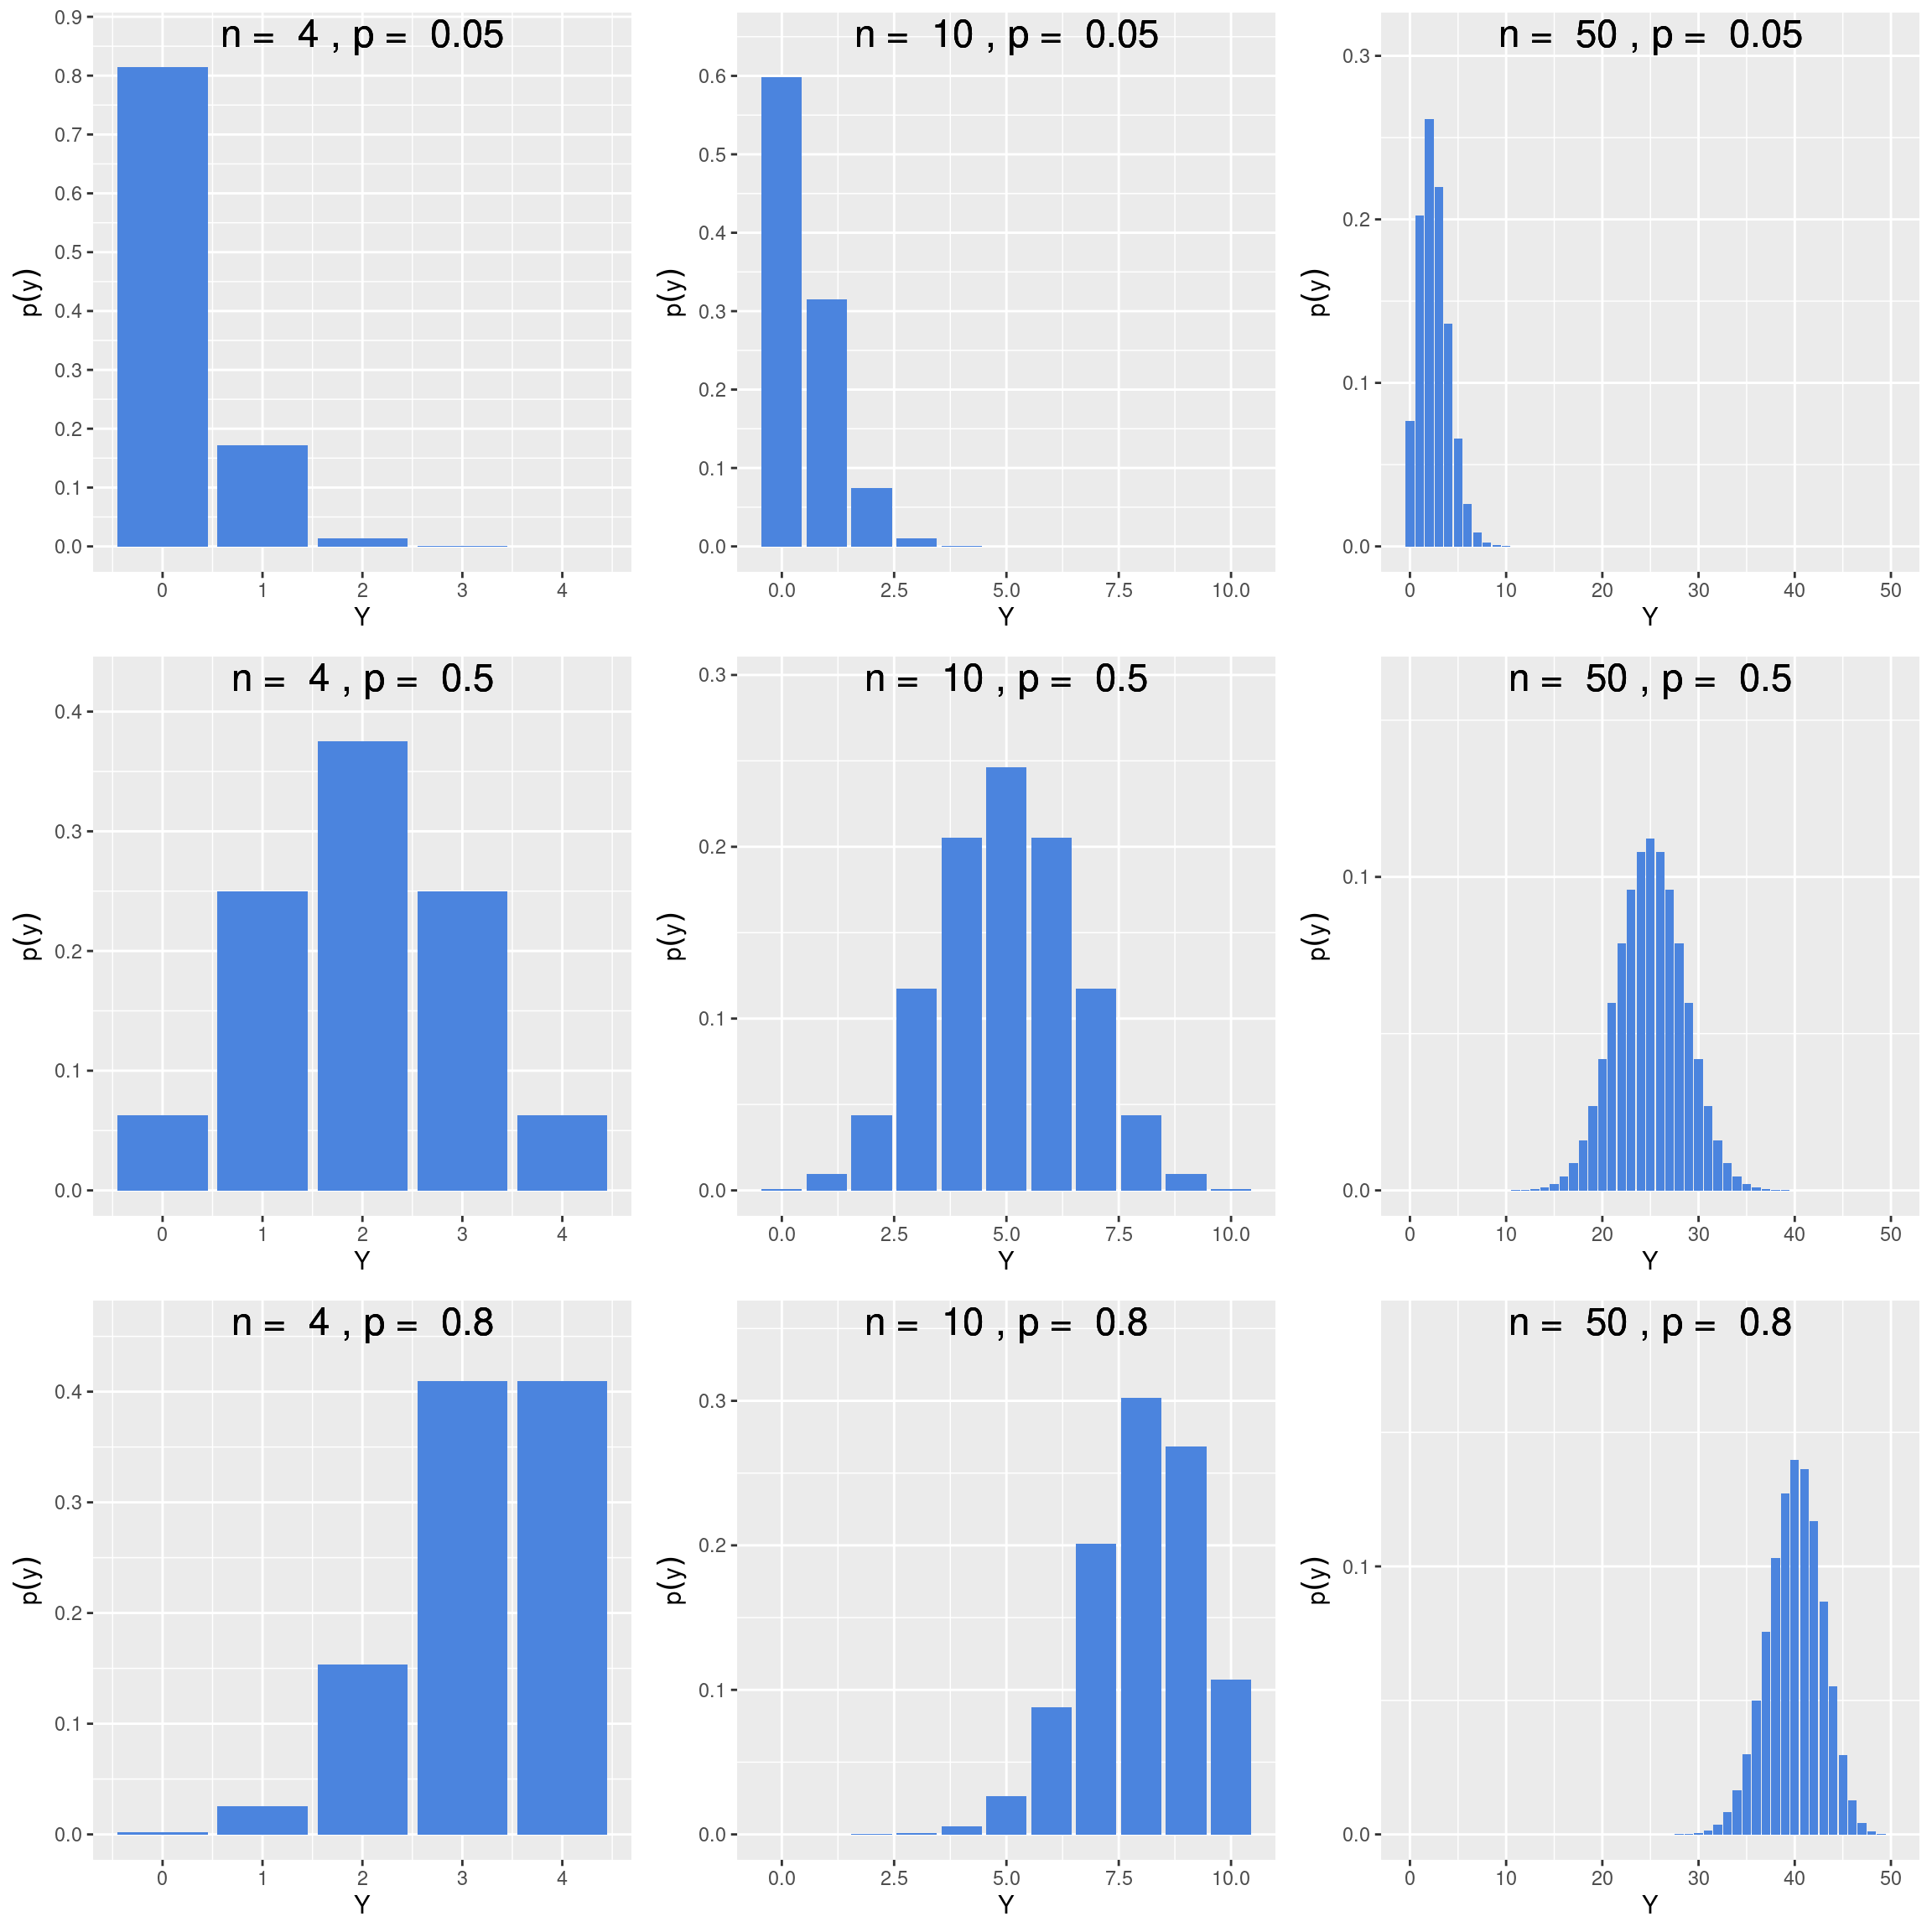 n = 4 , p = 0.05
0.9
0.8
0.7
0.6
0.5
0.4
0.3
0.2
0.1
0.0
p(y)
0 1 2 3 4
Y
n = 10 , p = 0.05
0.6
0.5
0.4
0.3
0.2
0.1
0.0
p(y)
0.0 2.5 5.0 7.5 10.0
Y
n = 50 , p = 0.05
0.3
0.2
0.1
0.0
p(y)
0 10 20 30 40 50
Y
n = 4 , p = 0.5
0.4
0.3
0.2
0.1
0.0
p(y)
0 1 2 3 4
Y
n = 10 , p = 0.5
0.3
0.2
0.1
0.0
p(y)
0.0 2.5 5.0 7.5 10.0
Y
n = 50 , p = 0.5
0.1
0.0
p(y)
0 10 20 30 40 50
Y
n = 4 , p = 0.8
0.4
0.3
0.2
0.1
0.0
p(y)
0 1 2 3 4
Y
n = 10 , p = 0.8
0.3
0.2
0.1
0.0
p(y)
0.0 2.5 5.0 7.5 10.0
Y
n = 50 , p = 0.8
0.1
0.0
p(y)
0 10 20 30 40 50
Y